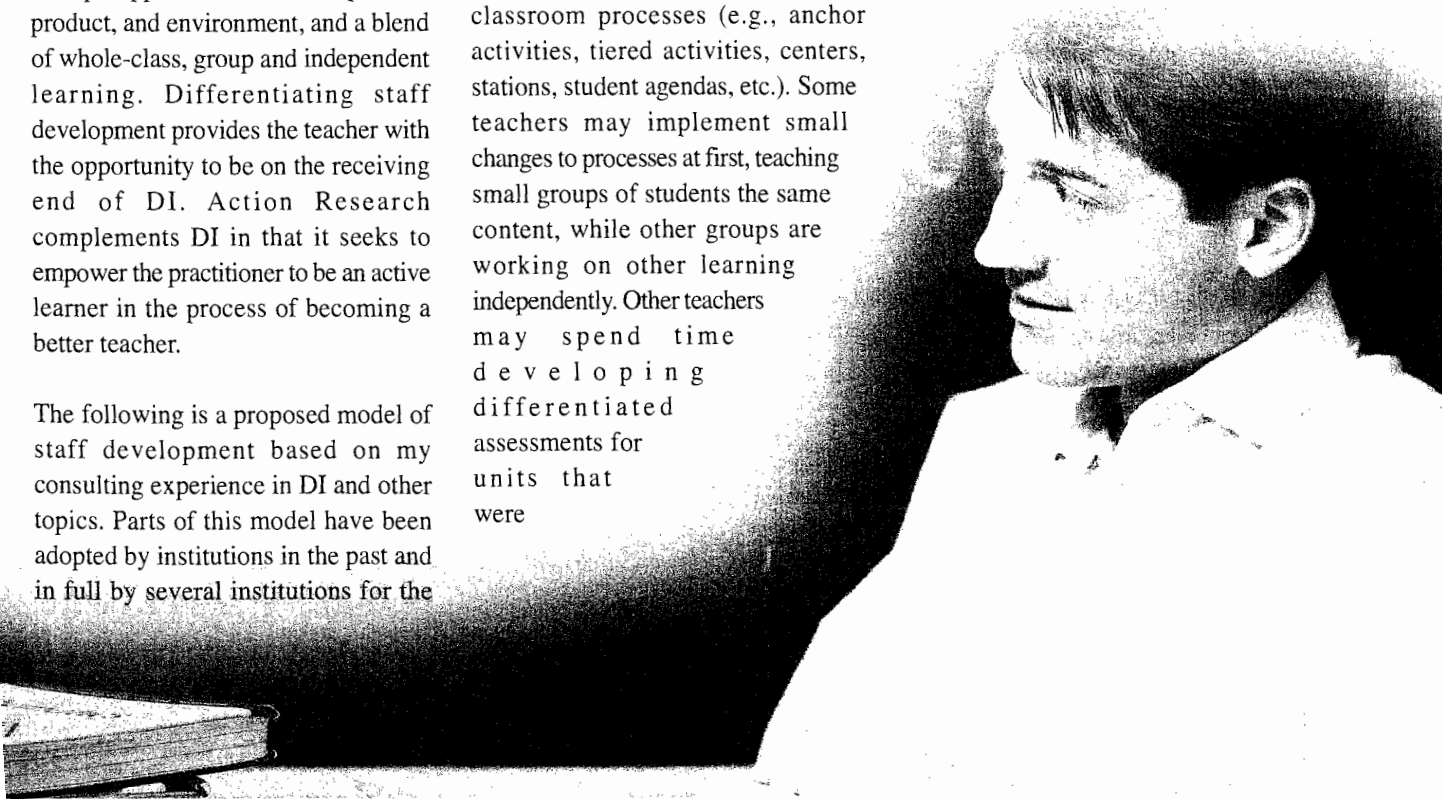 product, and environment, and a blend
of whole-class, group and independent
learning. Differentiating staff
development provides the teacher with
the opportunity to be on the receiving
end of DI. Action Research
complements DI in that it seeks to
empower the practitioner to be an active
learner in the process of becoming a
better teacher.
The following is a proposed model of
staff development based on my
consulting experience in DI and other
topics. Parts of this model have been
adopted by institutions in the past and
in full by several institutions for the
classroom processes (e.g., anchor
activities, tiered activities, centers,
stations, student agendas, etc.). Some
teachers may implement small
changes to processes at first, teaching
small groups of students the same
content, while other groups are
working on other learning
independently. Other teachers
may spend time
developing
differentiated
assessments for
units that
were